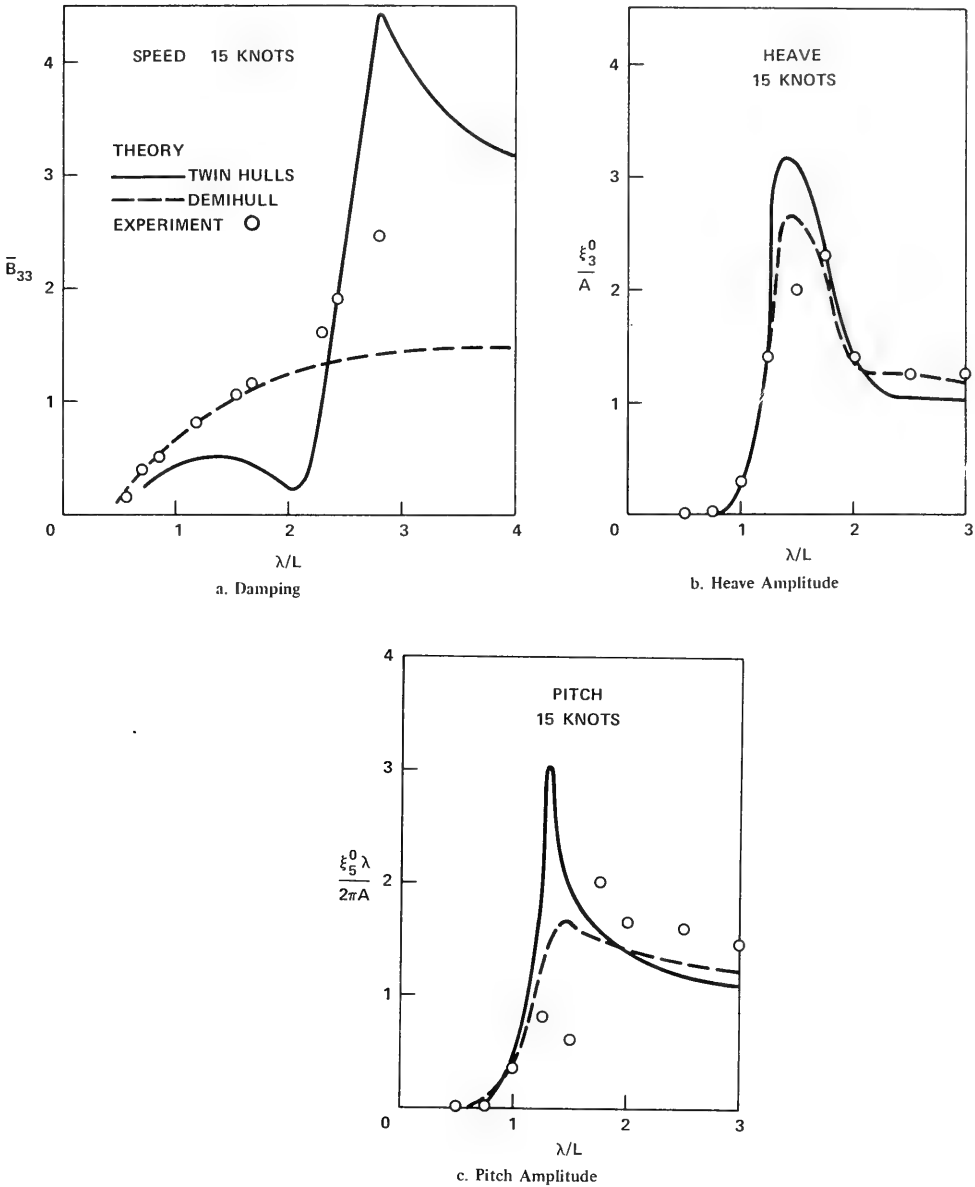 SPEED 15 KNOTS
THEORY
TWIN HULLS
DEMIHULL
EXPERIMENT
B̅33
4
3
2
1
0
1
2
3
4
λ/L
a. Damping
HEAVE
15 KNOTS
ξ₃⁰
A
4
3
2
1
0
1
2
3
λ/L
b. Heave Amplitude
PITCH
15 KNOTS
ξ₅⁰ λ
2πA
4
3
2
1
0
1
2
3
λ/L
c. Pitch Amplitude